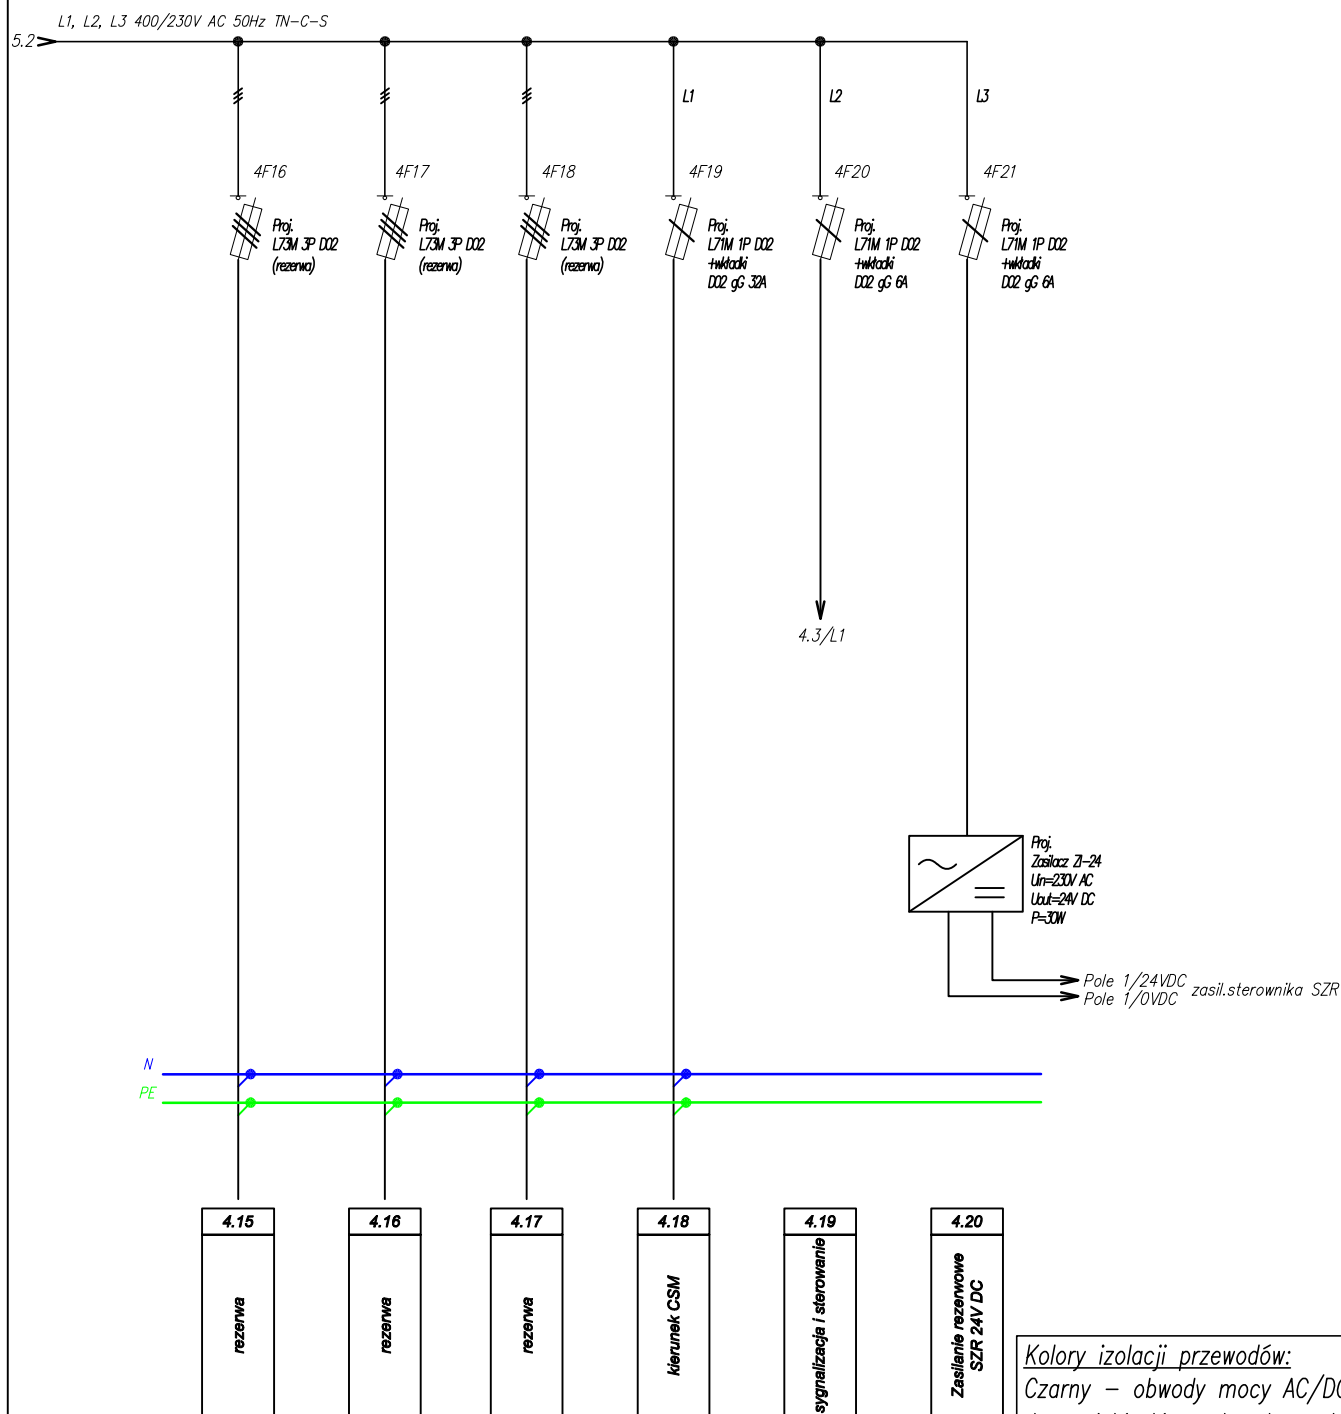 L1, L2, L3 400/230V AC 50Hz TN-C-S
5.2
L1
L2
L3
4F16
4F17
4F18
4F19
4F20
4F21
Proj.
L73M 3P D02
(rezerwa)
Proj.
L73M 3P D02
(rezerwa)
Proj.
L73M 3P D02
(rezerwa)
Proj.
L71M 1P D02
+wkładki
D02 gG 32A
Proj.
L71M 1P D02
+wkładki
D02 gG 6A
Proj.
L71M 1P D02
+wkładki
D02 gG 6A
4.3/L1
Proj.
Zasilacz ZI-24
Uin=230V AC
Uout=24V DC
P=30W
Pole 1/24VDC
Pole 1/0VDC
zasil.sterownika SZR
N
PE
4.15
4.16
4.17
4.18
4.19
4.20
rezerwa
rezerwa
rezerwa
kierunek CSM
sygnalizacja i sterowanie
Zasilanie rezerwowe
SZR 24V DC
Kolory izolacji przewodów:
Czarny – obwody mocy AC/DC